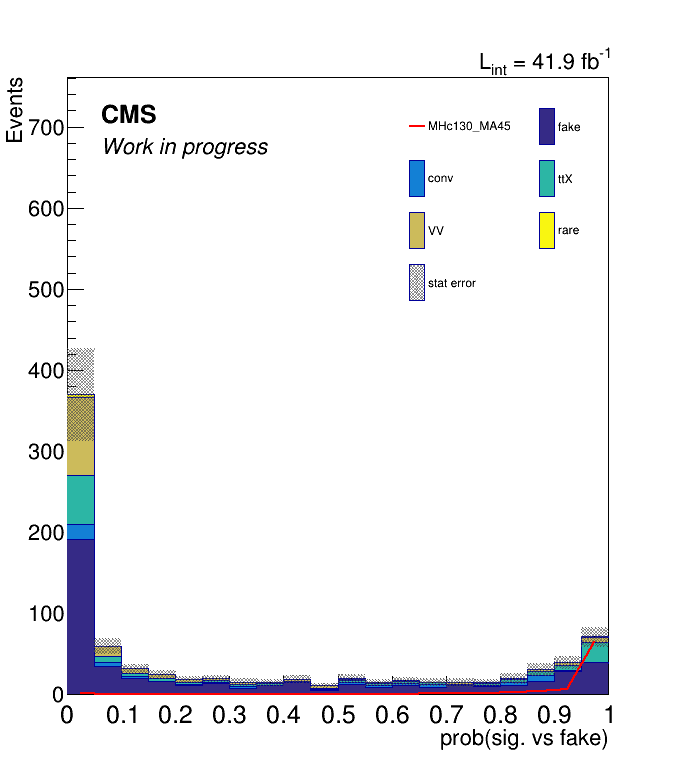 L_int = 41.9 fb^-1
Events
CMS
Work in progress
MHc130_MA45
fake
conv
ttX
VV
rare
stat error
700
600
500
400
300
200
100
0
0 0.1 0.2 0.3 0.4 0.5 0.6 0.7 0.8 0.9 1
prob(sig. vs fake)